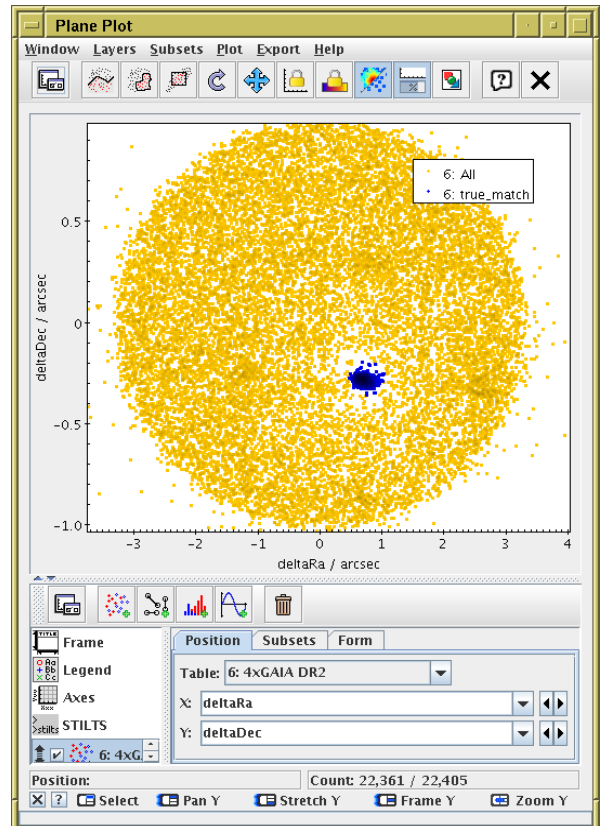 Plane Plot
Window Layers Subsets Plot Export Help
6: All
6: true_match
0.5
0
-0.5
-1.0
deltaDec / arcsec
-3 -2 -1 0 1 2 3 4
deltaRa / arcsec
Frame
Legend
Axes
STILTS
6: 4xG
Position Subsets Form
Table: 6: 4xGAIA DR2
X: deltaRa
Y: deltaDec
Position: Count: 22,361 / 22,405
Select Pan Y Stretch Y Frame Y Zoom Y